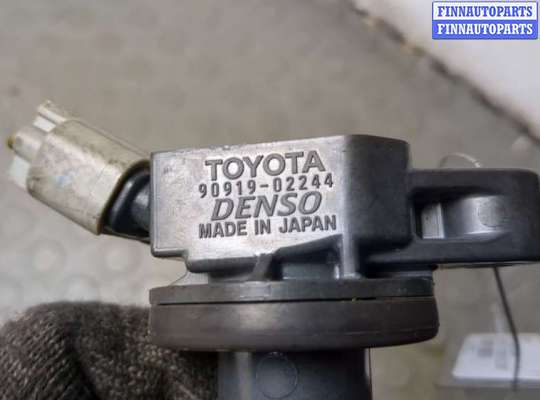 FINNAUTOPARTS
FINNAUTOPARTS
TOYOTA
90919-02244
DENSO
MADE IN JAPAN